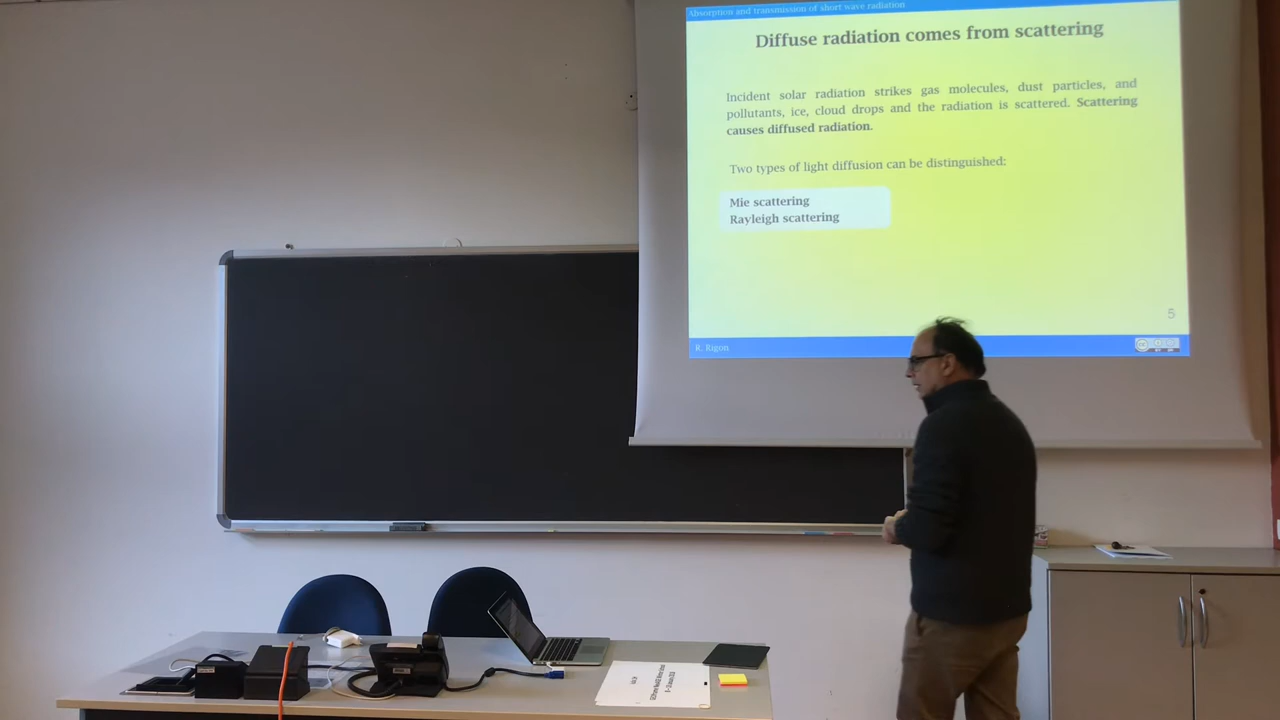 Absorption and transmission of short wave radiation
Diffuse radiation comes from scattering
Incident solar radiation strikes gas molecules, dust particles, and
pollutants, ice, cloud drops and the radiation is scattered. Scattering
causes diffused radiation.
Two types of light diffusion can be distinguished:
Mie scattering
Rayleigh scattering
5
R. Rigon